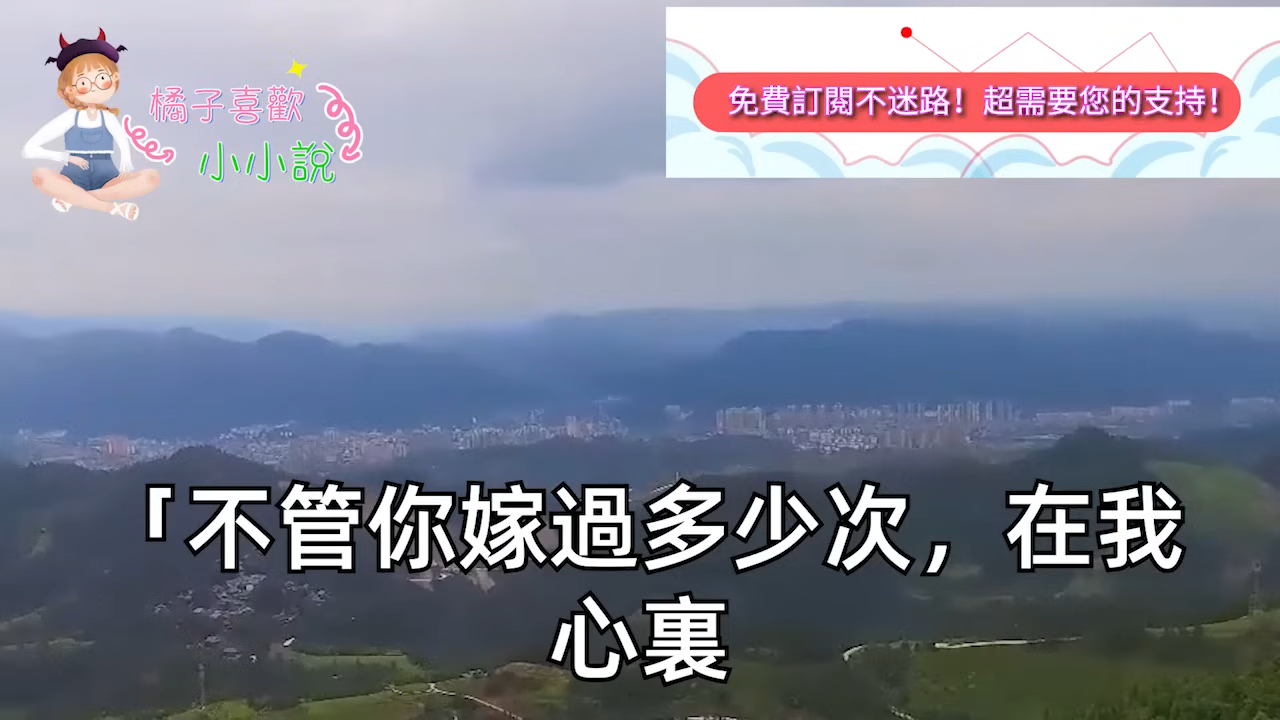 橘子喜歡
小小說
免費訂閱不迷路！超需要您的支持！
「不管你嫁過多少次，在我
心裏